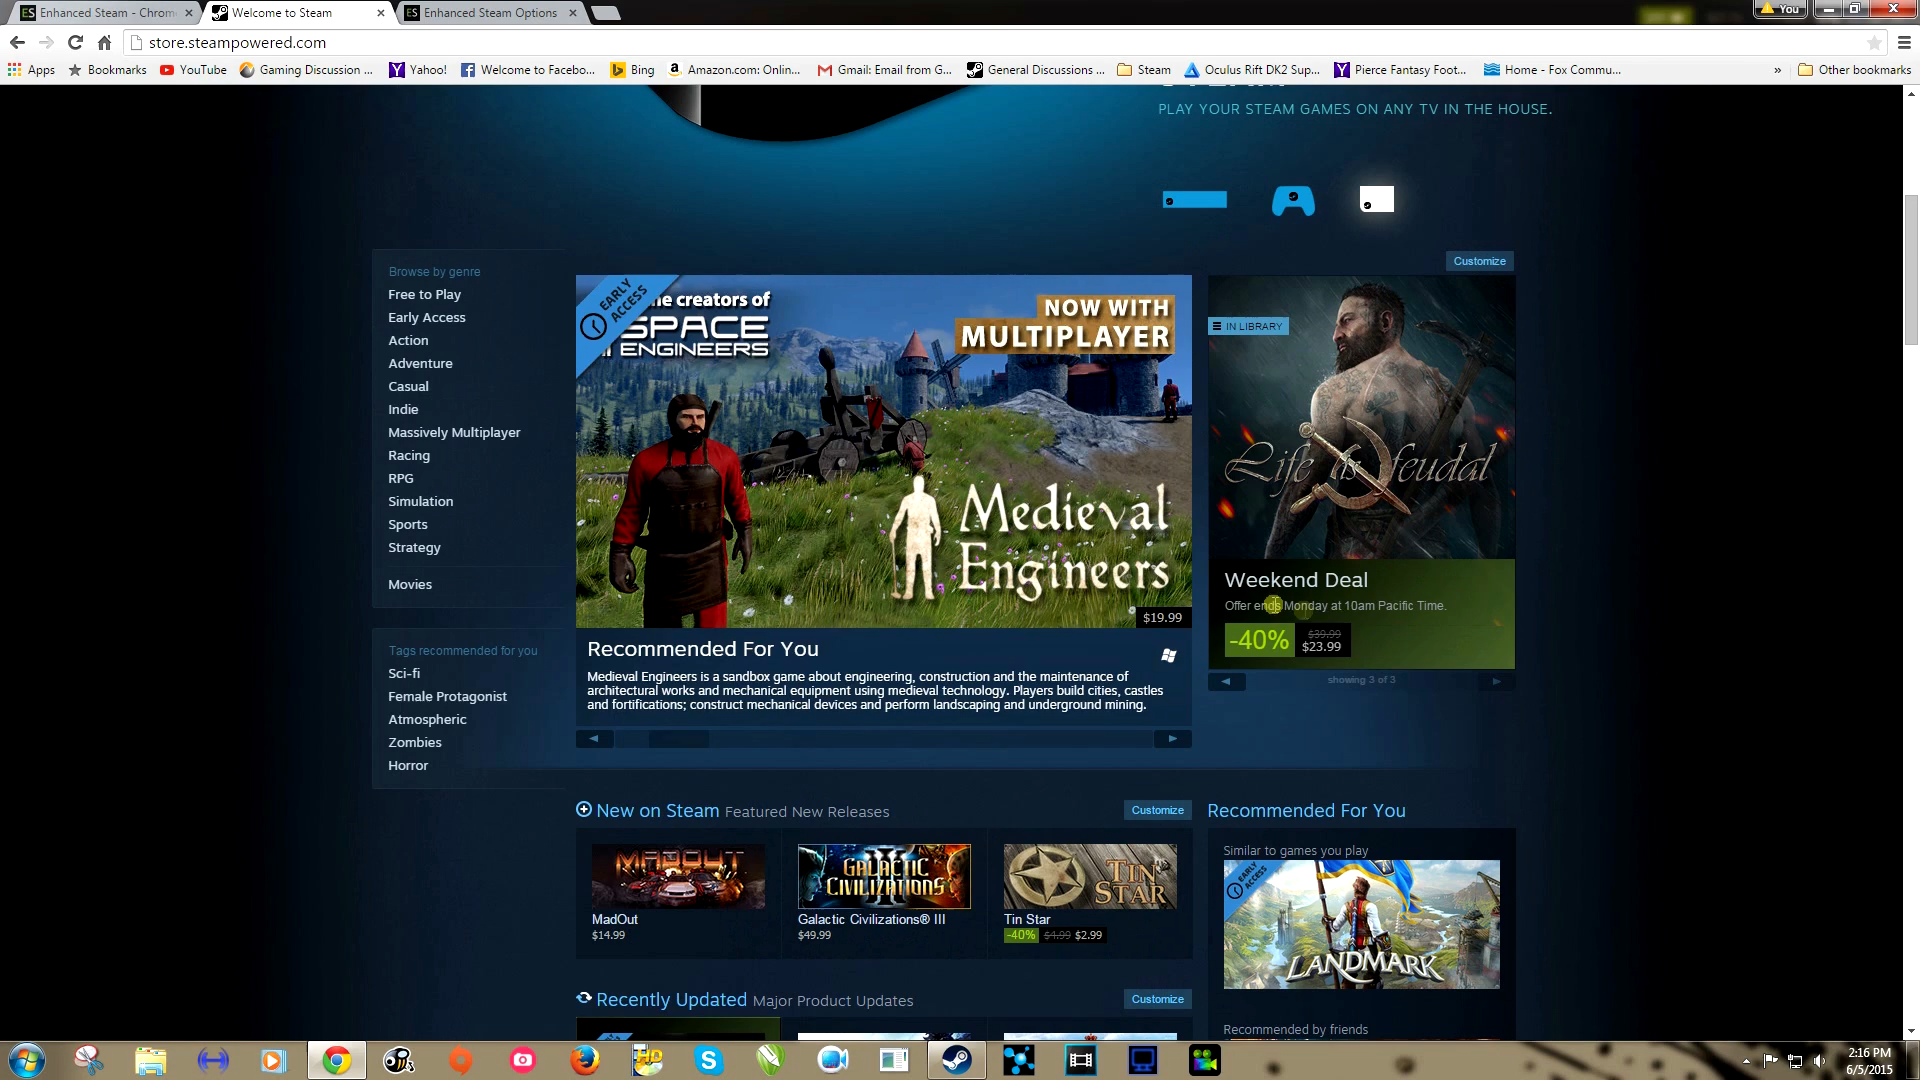 Enhanced Steam - Chrom
Welcome to Steam
Enhanced Steam Options
You
store.steampowered.com
Apps
Bookmarks
YouTube
Gaming Discussion ...
Yahoo!
Welcome to Facebo...
Bing
Amazon.com: Onlin...
Gmail: Email from G...
General Discussions ...
Steam
Oculus Rift DK2 Sup...
Pierce Fantasy Foot...
Home - Fox Commu...
»
Other bookmarks
PLAY YOUR STEAM GAMES ON ANY TV IN THE HOUSE.
Customize
Browse by genre
Free to Play
Early Access
Action
Adventure
Casual
Indie
Massively Multiplayer
Racing
RPG
Simulation
Sports
Strategy
Movies
Tags recommended for you
Sci-fi
Female Protagonist
Atmospheric
Zombies
Horror
EARLY
ACCESS
he creators of
SPACE
ENGINEERS
NOW WITH
MULTIPLAYER
Medieval
Engineers
$19.99
Recommended For You
Medieval Engineers is a sandbox game about engineering, construction and the maintenance of
architectural works and mechanical equipment using medieval technology. Players build cities, castles
and fortifications; construct mechanical devices and perform landscaping and underground mining.
IN LIBRARY
Life is feudal
Weekend Deal
Offer ends Monday at 10am Pacific Time.
-40%
$39.99
$23.99
showing 3 of 3
New on Steam Featured New Releases
Customize
MADOUT
MadOut
$14.99
GALACTIC
CIVILIZATIONS
III
Galactic Civilizations® III
$49.99
TIN
STAR
Tin Star
-40% $4.99 $2.99
Recently Updated Major Product Updates
Customize
Recommended For You
Similar to games you play
EARLY
ACCESS
LANDMARK
Recommended by friends
HD
2:16 PM
6/5/2015